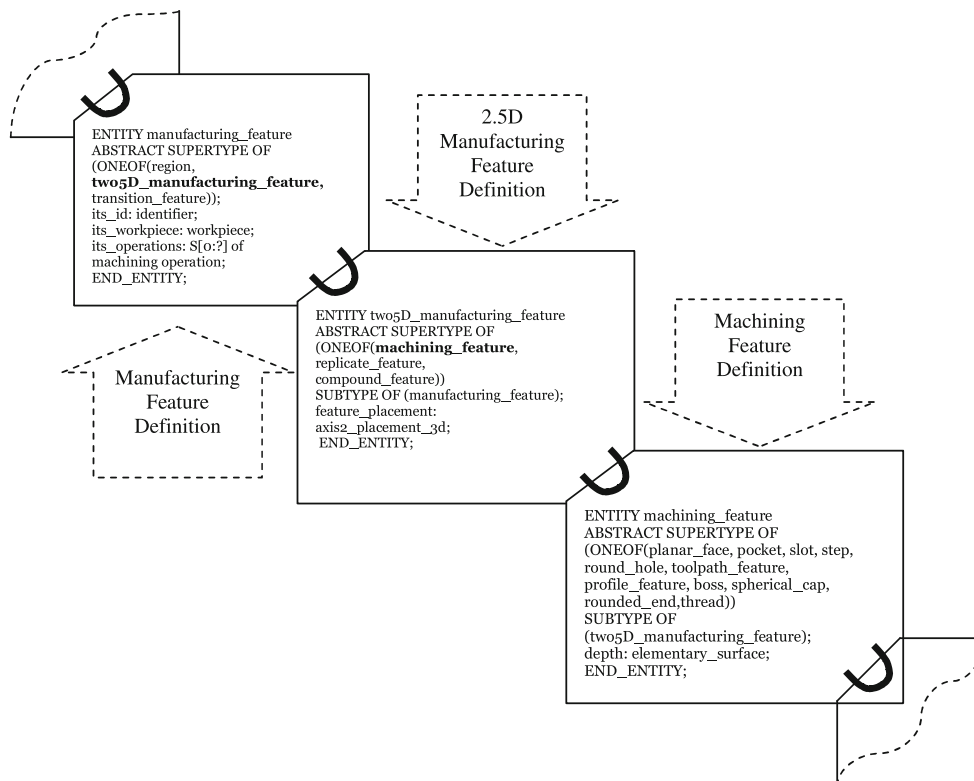 ENTITY manufacturing_feature
ABSTRACT SUPERTYPE OF
(ONEOF(region,
two5D_manufacturing_feature,
transition_feature));
its_id: identifier;
its_workpiece: workpiece;
its_operations: S[0:?] of
machining operation;
END_ENTITY;
2.5D
Manufacturing
Feature
Definition
Manufacturing
Feature
Definition
ENTITY two5D_manufacturing_feature
ABSTRACT SUPERTYPE OF
(ONEOF(machining_feature,
replicate_feature,
compound_feature))
SUBTYPE OF (manufacturing_feature);
feature_placement:
axis2_placement_3d;
END_ENTITY;
Machining
Feature
Definition
ENTITY machining_feature
ABSTRACT SUPERTYPE OF
(ONEOF(planar_face, pocket, slot, step,
round_hole, toolpath_feature,
profile_feature, boss, spherical_cap,
rounded_end,thread))
SUBTYPE OF
(two5D_manufacturing_feature);
depth: elementary_surface;
END_ENTITY;